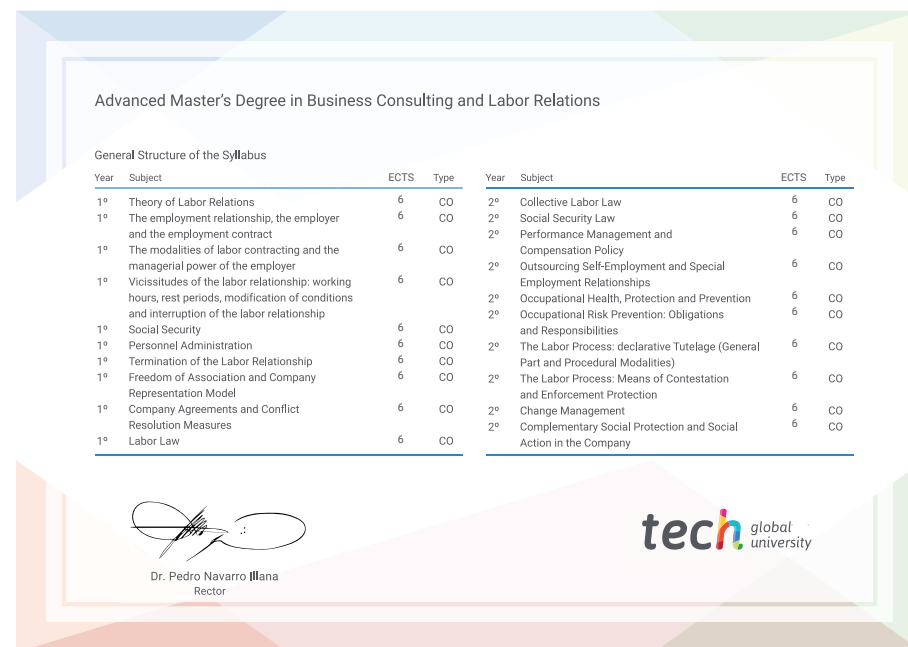 Advanced Master's Degree in Business Consulting and Labor Relations
General Structure of the Syllabus
Year Subject ECTS Type
1º Theory of Labor Relations 6 CO
1º The employment relationship, the employer 6 CO
and the employment contract
1º The modalities of labor contracting and the 6 CO
managerial power of the employer
1º Vicissitudes of the labor relationship: working 6 CO
hours, rest periods, modification of conditions
and interruption of the labor relationship
1º Social Security 6 CO
1º Personnel Administration 6 CO
1º Termination of the Labor Relationship 6 CO
1º Freedom of Association and Company 6 CO
Representation Model
1º Company Agreements and Conflict 6 CO
Resolution Measures
1º Labor Law 6 CO
Year Subject ECTS Type
2º Collective Labor Law 6 CO
2º Social Security Law 6 CO
2º Performance Management and 6 CO
Compensation Policy
2º Outsourcing Self-Employment and Special 6 CO
Employment Relationships
2º Occupational Health, Protection and Prevention 6 CO
2º Occupational Risk Prevention: Obligations 6 CO
and Responsibilities
2º The Labor Process: declarative Tutelage (General 6 CO
Part and Procedural Modalities)
2º The Labor Process: Means of Contestation 6 CO
and Enforcement Protection
2º Change Management 6 CO
2º Complementary Social Protection and Social 6 CO
Action in the Company
Dr. Pedro Navarro Illana
Rector
tech global
university